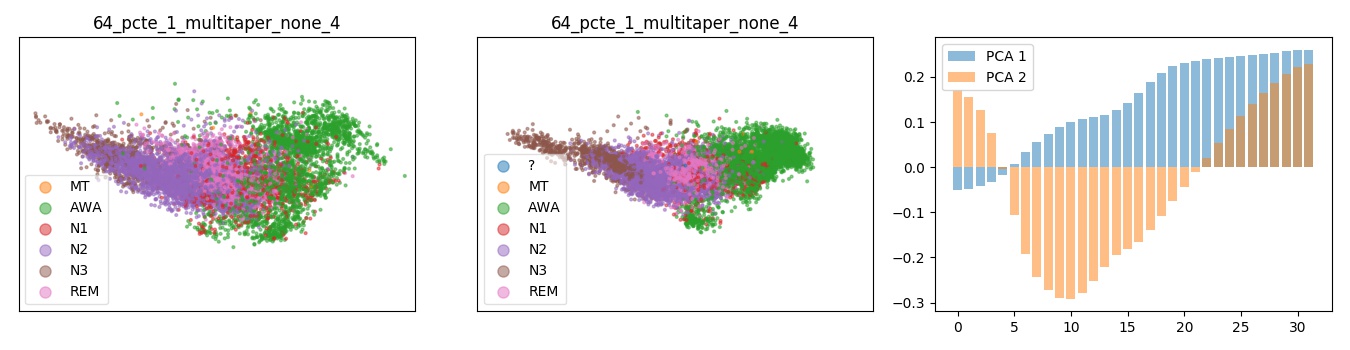 64_pcte_1_multitaper_none_4
MT
AWA
N1
N2
N3
REM
64_pcte_1_multitaper_none_4
?
MT
AWA
N1
N2
N3
REM
PCA 1
PCA 2
0.2
0.1
0.0
−0.1
−0.2
−0.3
0 5 10 15 20 25 30